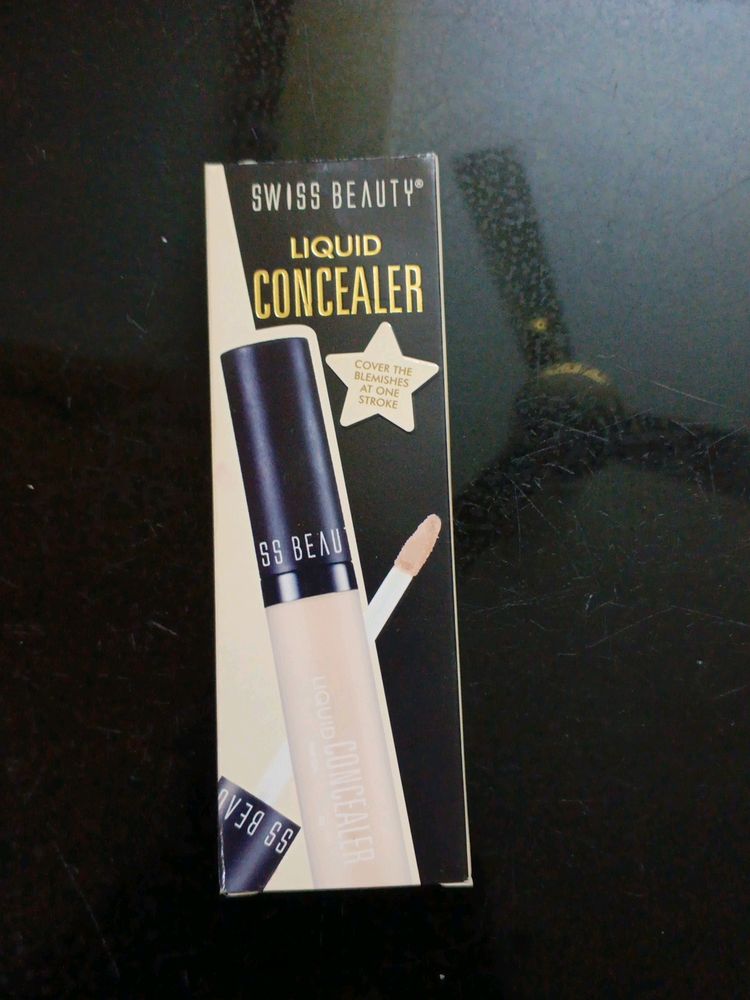 SWISS BEAUTY®
LIQUID
CONCEALER
COVER THE
BLEMISHES
AT ONE
STROKE
SS BEAUT
LIQUID
CONCEALER
SS BEAU